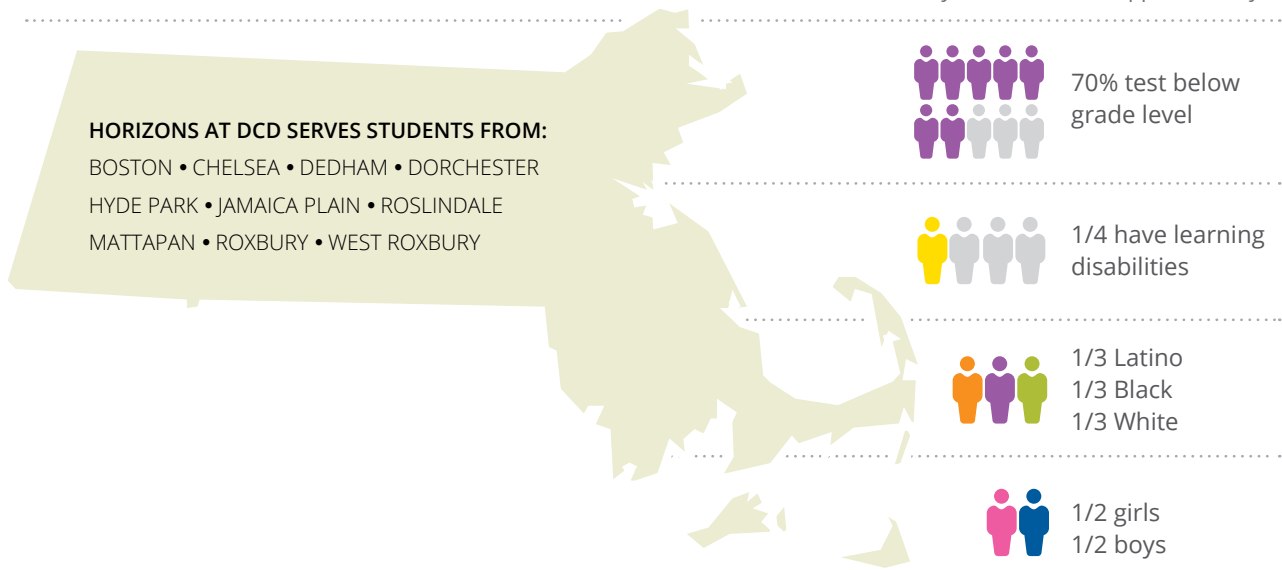 HORIZONS AT DCD SERVES STUDENTS FROM:
BOSTON • CHELSEA • DEDHAM • DORCHESTER
HYDE PARK • JAMAICA PLAIN • ROSLINDALE
MATTAPAN • ROXBURY • WEST ROXBURY
70% test below
grade level
1/4 have learning
disabilities
1/3 Latino
1/3 Black
1/3 White
1/2 girls
1/2 boys